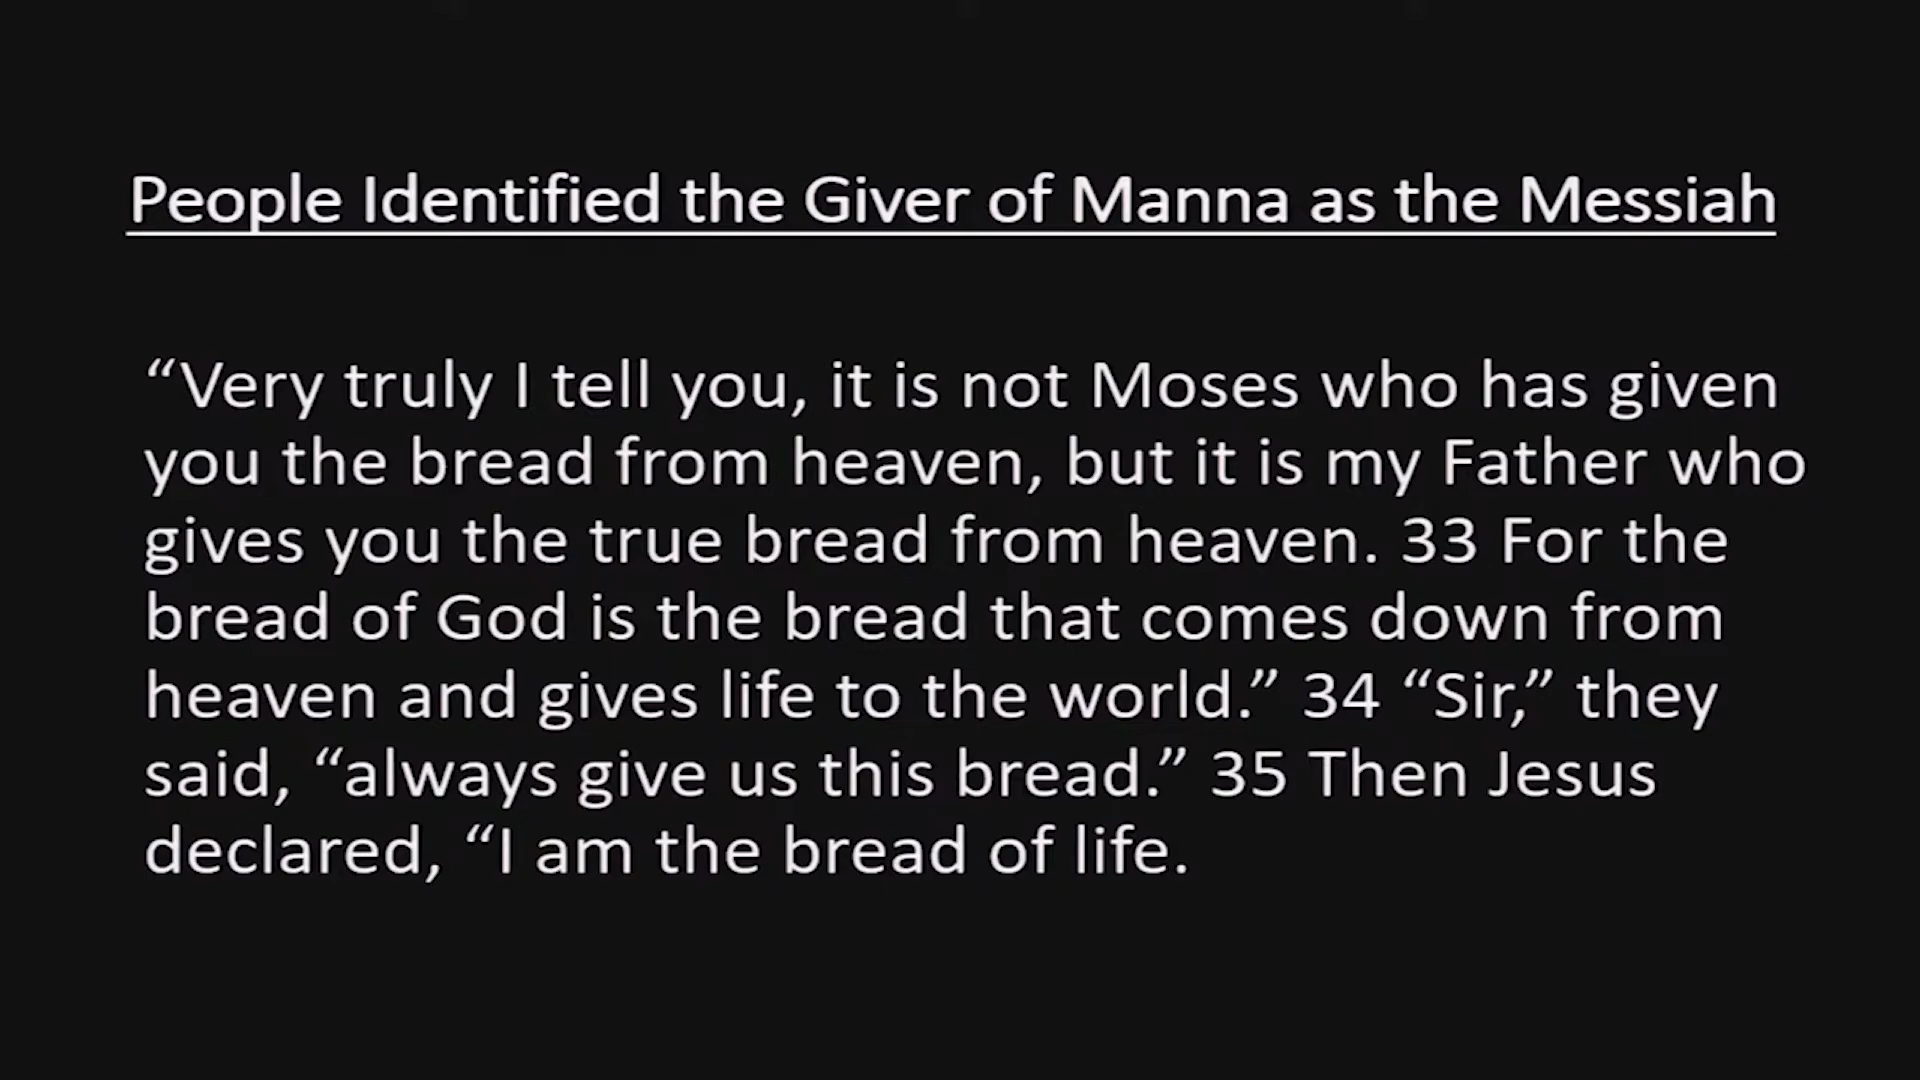 People Identified the Giver of Manna as the Messiah
“Very truly I tell you, it is not Moses who has given
you the bread from heaven, but it is my Father who
gives you the true bread from heaven. 33 For the
bread of God is the bread that comes down from
heaven and gives life to the world.” 34 “Sir,” they
said, “always give us this bread.” 35 Then Jesus
declared, “I am the bread of life.